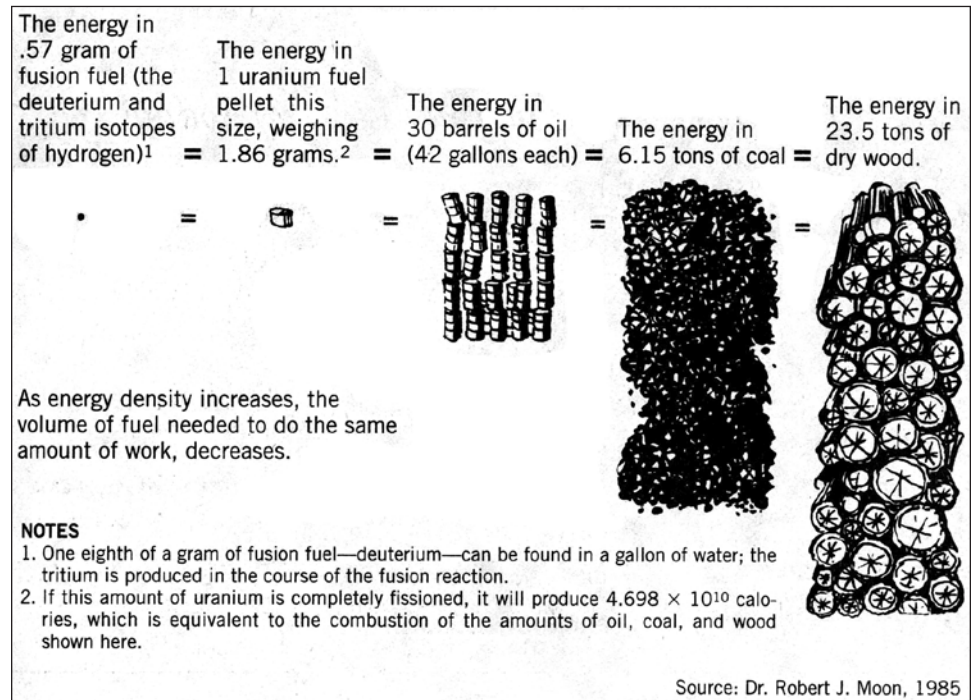 The energy in
.57 gram of
fusion fuel (the
deuterium and
tritium isotopes
of hydrogen)1
=
The energy in
1 uranium fuel
pellet this
size, weighing
1.86 grams.2
=
The energy in
30 barrels of oil
(42 gallons each)
=
The energy in
6.15 tons of coal
=
The energy in
23.5 tons of
dry wood.
= = = =
As energy density increases, the
volume of fuel needed to do the same
amount of work, decreases.
NOTES
1. One eighth of a gram of fusion fuel—deuterium—can be found in a gallon of water; the
tritium is produced in the course of the fusion reaction.
2. If this amount of uranium is completely fissioned, it will produce 4.698 × 10¹⁰ calo-
ries, which is equivalent to the combustion of the amounts of oil, coal, and wood
shown here.
Source: Dr. Robert J. Moon, 1985